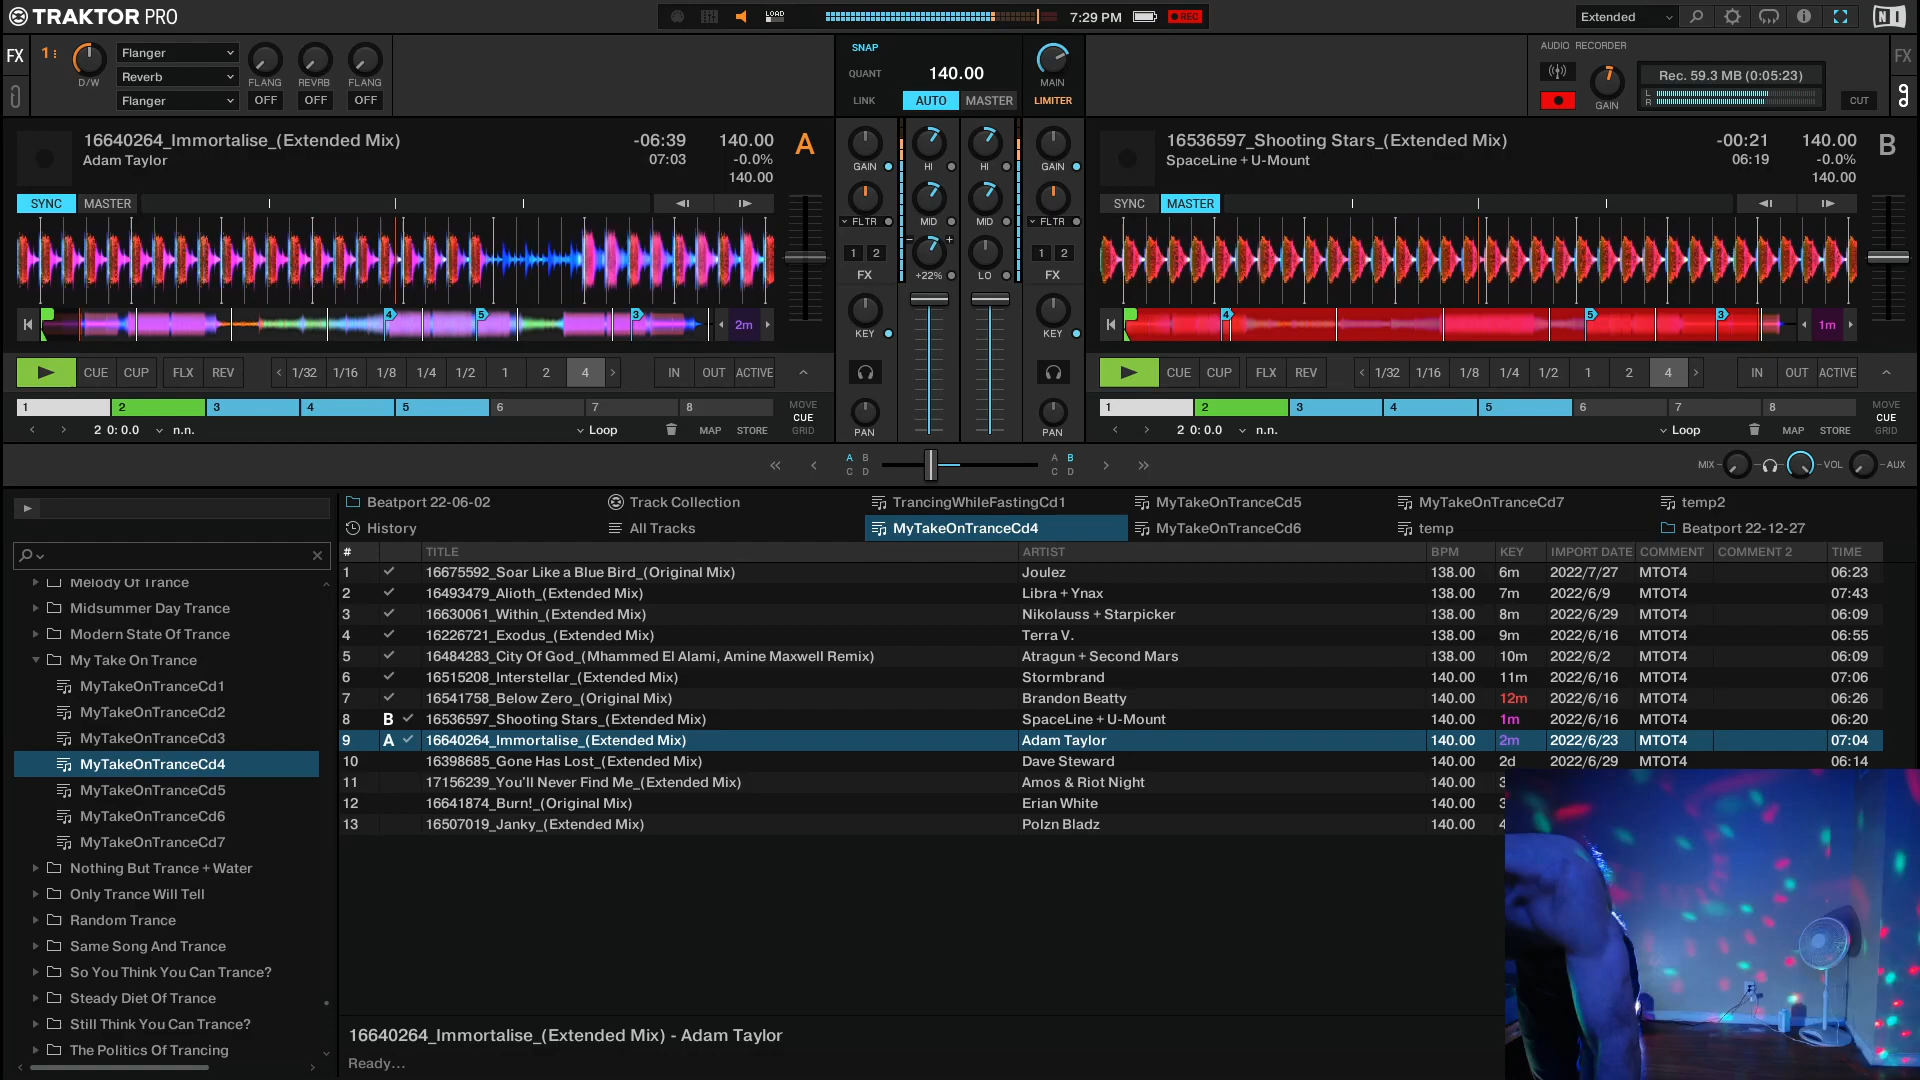 TRAKTOR PRO
LOAD
7:29 PM
REC
Extended
FX
1
D/W
Flanger
Reverb
Flanger
FLANG
REVRB
FLANG
OFF
OFF
OFF
SNAP
QUANT
LINK
140.00
AUTO
MASTER
MAIN
LIMITER
AUDIO RECORDER
GAIN
Rec. 59.3 MB (0:05:23)
L
R
CUT
FX
16640264_Immortalise_(Extended Mix)
Adam Taylor
-06:39
07:03
140.00
-0.0%
140.00
A
SYNC
MASTER
4
5
3
2m
CUE
CUP
FLX
REV
1/32
1/16
1/8
1/4
1/2
1
2
4
IN
OUT
ACTIVE
1
2
3
4
5
6
7
8
MOVE
CUE
GRID
2 0: 0.0
n.n.
Loop
MAP
STORE
GAIN
HI
HI
GAIN
FLTR
MID
MID
FLTR
1 2
FX
+22%
LO
1 2
FX
KEY
KEY
PAN
PAN
16536597_Shooting Stars_(Extended Mix)
SpaceLine + U-Mount
-00:21
06:19
140.00
-0.0%
140.00
B
SYNC
MASTER
4
5
3
1m
CUE
CUP
FLX
REV
1/32
1/16
1/8
1/4
1/2
1
2
4
IN
OUT
ACTIVE
1
2
3
4
5
6
7
8
MOVE
CUE
GRID
2 0: 0.0
n.n.
Loop
MAP
STORE
A B
C D
A B
C D
MIX
VOL
AUX
Beatport 22-06-02
Track Collection
TrancingWhileFastingCd1
MyTakeOnTranceCd5
MyTakeOnTranceCd7
temp2
History
All Tracks
MyTakeOnTranceCd4
MyTakeOnTranceCd6
temp
Beatport 22-12-27
Melody Of Trance
Midsummer Day Trance
Modern State Of Trance
My Take On Trance
MyTakeOnTranceCd1
MyTakeOnTranceCd2
MyTakeOnTranceCd3
MyTakeOnTranceCd4
MyTakeOnTranceCd5
MyTakeOnTranceCd6
MyTakeOnTranceCd7
Nothing But Trance + Water
Only Trance Will Tell
Random Trance
Same Song And Trance
So You Think You Can Trance?
Steady Diet Of Trance
Still Think You Can Trance?
The Politics Of Trancing
# TITLE ARTIST BPM KEY IMPORT DATE COMMENT COMMENT 2 TIME
1 16675592_Soar Like a Blue Bird_(Original Mix) Joulez 138.00 6m 2022/7/27 MTOT4 06:23
2 16493479_Alioth_(Extended Mix) Libra + Ynax 138.00 7m 2022/6/9 MTOT4 07:43
3 16630061_Within_(Extended Mix) Nikolauss + Starpicker 138.00 8m 2022/6/29 MTOT4 06:09
4 16226721_Exodus_(Extended Mix) Terra V. 138.00 9m 2022/6/16 MTOT4 06:55
5 16484283_City Of God_(Mhammed El Alami, Amine Maxwell Remix) Atragun + Second Mars 138.00 10m 2022/6/2 MTOT4 06:09
6 16515208_Interstellar_(Extended Mix) Stormbrand 140.00 11m 2022/6/16 MTOT4 07:06
7 16541758_Below Zero_(Original Mix) Brandon Beatty 140.00 12m 2022/6/16 MTOT4 06:26
8 B 16536597_Shooting Stars_(Extended Mix) SpaceLine + U-Mount 140.00 1m 2022/6/16 MTOT4 06:20
9 A 16640264_Immortalise_(Extended Mix) Adam Taylor 140.00 2m 2022/6/23 MTOT4 07:04
10 16398685_Gone Has Lost_(Extended Mix) Dave Steward 140.00 2d 2022/6/29 MTOT4 06:14
11 17156239_You'll Never Find Me_(Extended Mix) Amos & Riot Night 140.00 3
12 16641874_Burn!_(Original Mix) Erian White 140.00 3
13 16507019_Janky_(Extended Mix) Polzn Bladz 140.00 4
16640264_Immortalise_(Extended Mix) - Adam Taylor
Ready...